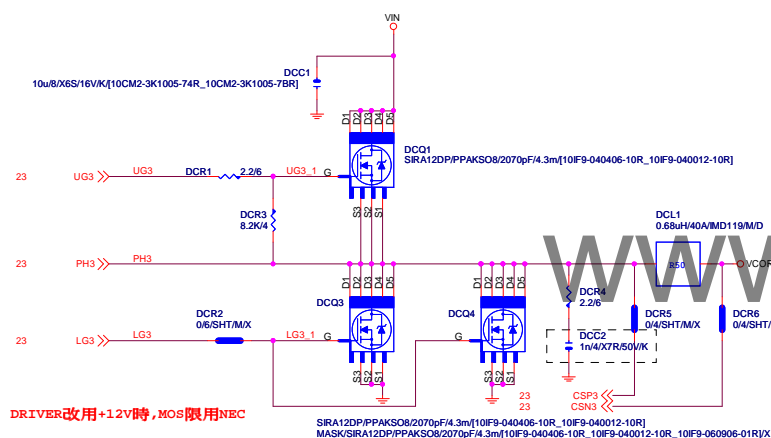 VIN
DCC1
10u/8/X6S/16V/K/[10CM2-3K1005-74R_10CM2-3K1005-7BR]
D1
D2
D3
D4
D5
DCQ1
SIRA12DP/PPAKSO8/2070pF/4.3m/[10IF9-040406-10R_10IF9-040012-10R]
23
UG3
UG3
DCR1
2.2/6
UG3_1
G
S3
S2
S1
DCR3
8.2K/4
DCL1
0.68uH/40A/IMD119/M/D
R50
WWW
VCOR
23
PH3
PH3
D1
D2
D3
D4
D5
D1
D2
D3
D4
D5
DCR4
2.2/6
DCR2
0/6/SHT/M/X
DCQ3
DCQ4
DCR5
0/4/SHT/M/X
DCR6
0/4/SHT/
23
LG3
LG3
LG3_1
G
G
DCC2
1n/4/X7R/50V/K
S3
S2
S1
S3
S2
S1
23
CSP3
23
CSN3
DRIVER改用+12V時,MOS限用NEC
SIRA12DP/PPAKSO8/2070pF/4.3m/[10IF9-040406-10R_10IF9-040012-10R]
MASK/SIRA12DP/PPAKSO8/2070pF/4.3m/[10IF9-040406-10R_10IF9-040012-10R_10IF9-060906-01R]/X